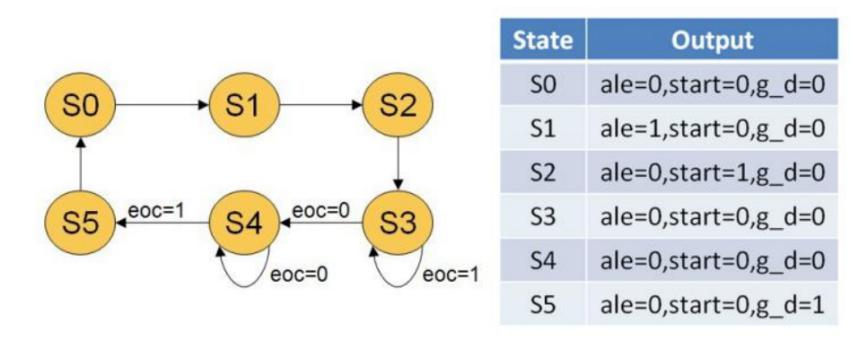 S0
S1
S2
S5
eoc=1
S4
eoc=0
S3
eoc=0
eoc=1
State Output
S0 ale=0,start=0,g_d=0
S1 ale=1,start=0,g_d=0
S2 ale=0,start=1,g_d=0
S3 ale=0,start=0,g_d=0
S4 ale=0,start=0,g_d=0
S5 ale=0,start=0,g_d=1